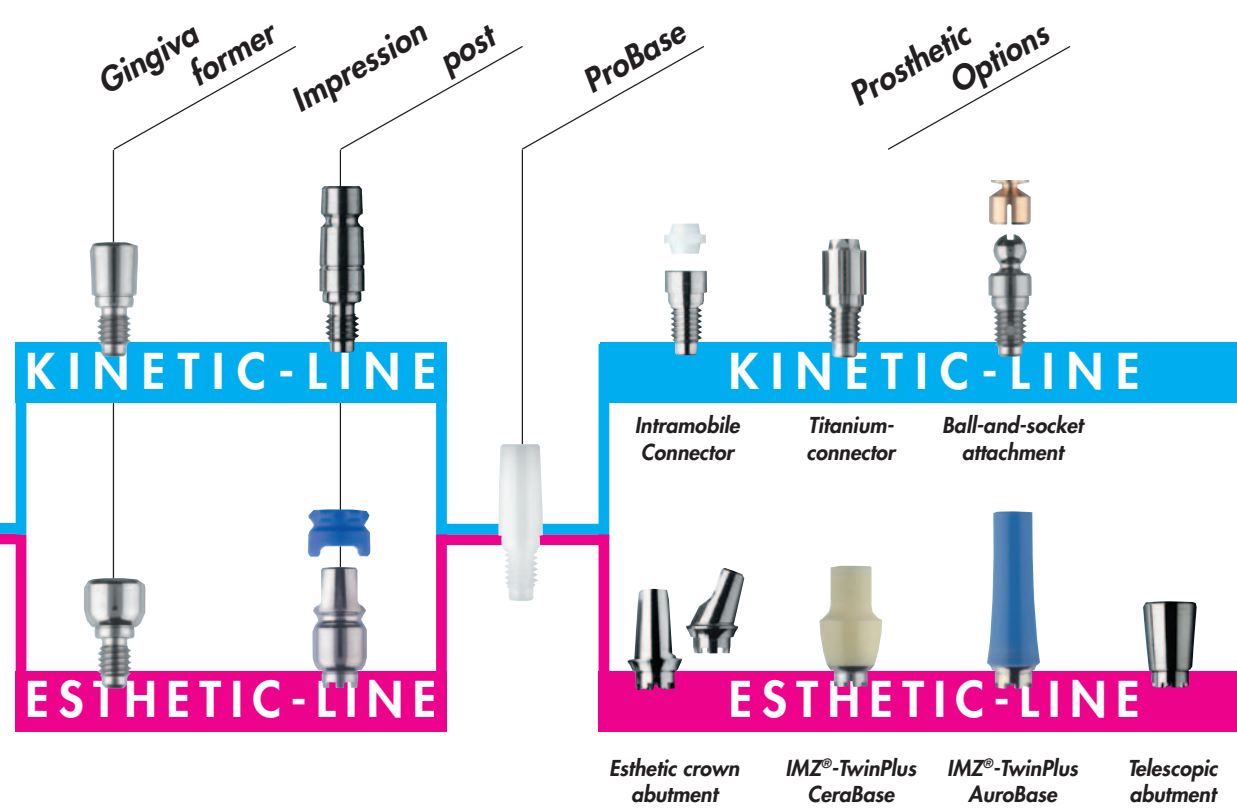 Gingiva
former
Impression
post
ProBase
Prosthetic
Options
KINETIC-LINE
KINETIC-LINE
Intramobile
Connector
Titanium-
connector
Ball-and-socket
attachment
ESTHETIC-LINE
ESTHETIC-LINE
Esthetic crown
abutment
IMZ®-TwinPlus
CeraBase
IMZ®-TwinPlus
AuroBase
Telescopic
abutment